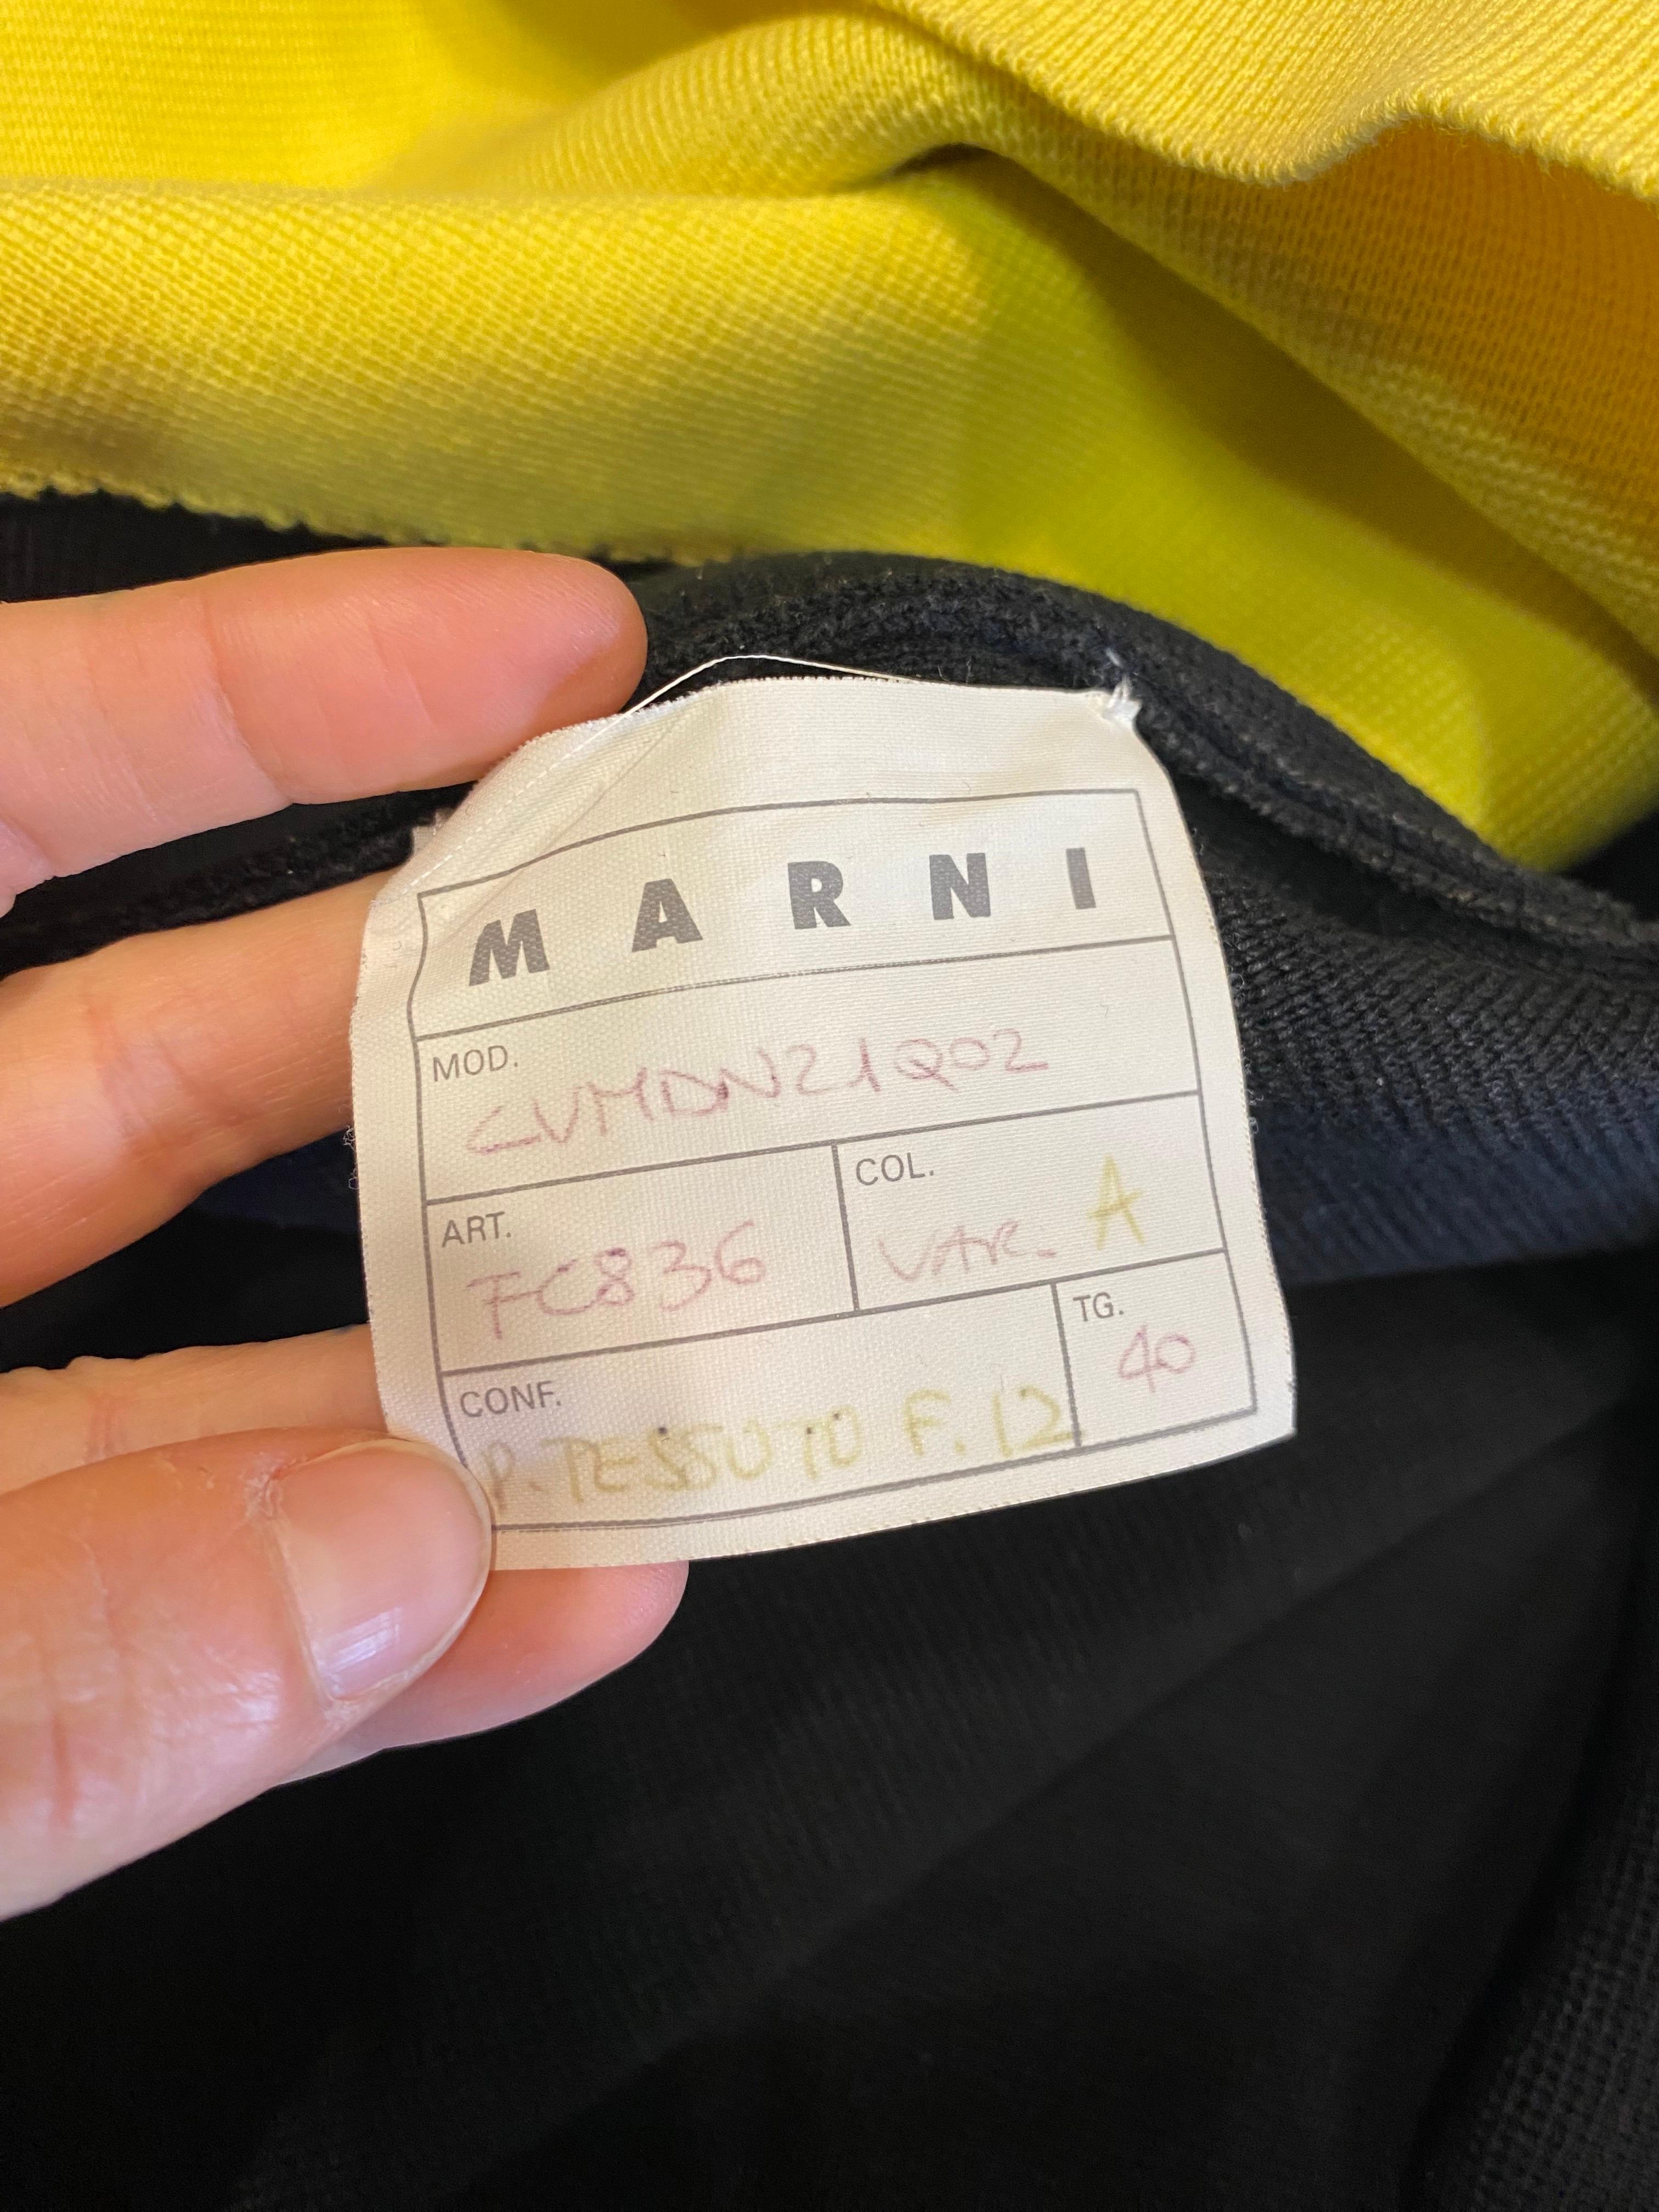 MARNI
MOD. CVMDN21Q02
ART. FC836
COL. VAR. A
CONF. P. TESSUTO F. 12
TG. 40